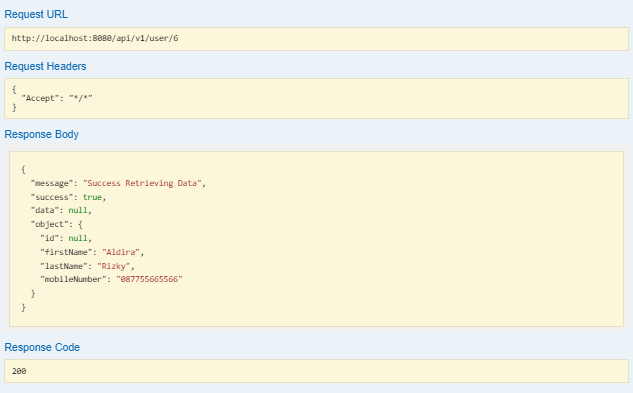 Request URL
http://localhost:8080/api/v1/user/6
Request Headers
{
  "Accept": "*/*"
}
Response Body
{
  "message": "Success Retrieving Data",
  "success": true,
  "data": null,
  "object": {
    "id": null,
    "firstName": "Aldira",
    "lastName": "Rizky",
    "mobileNumber": "087755665566"
  }
}
Response Code
200